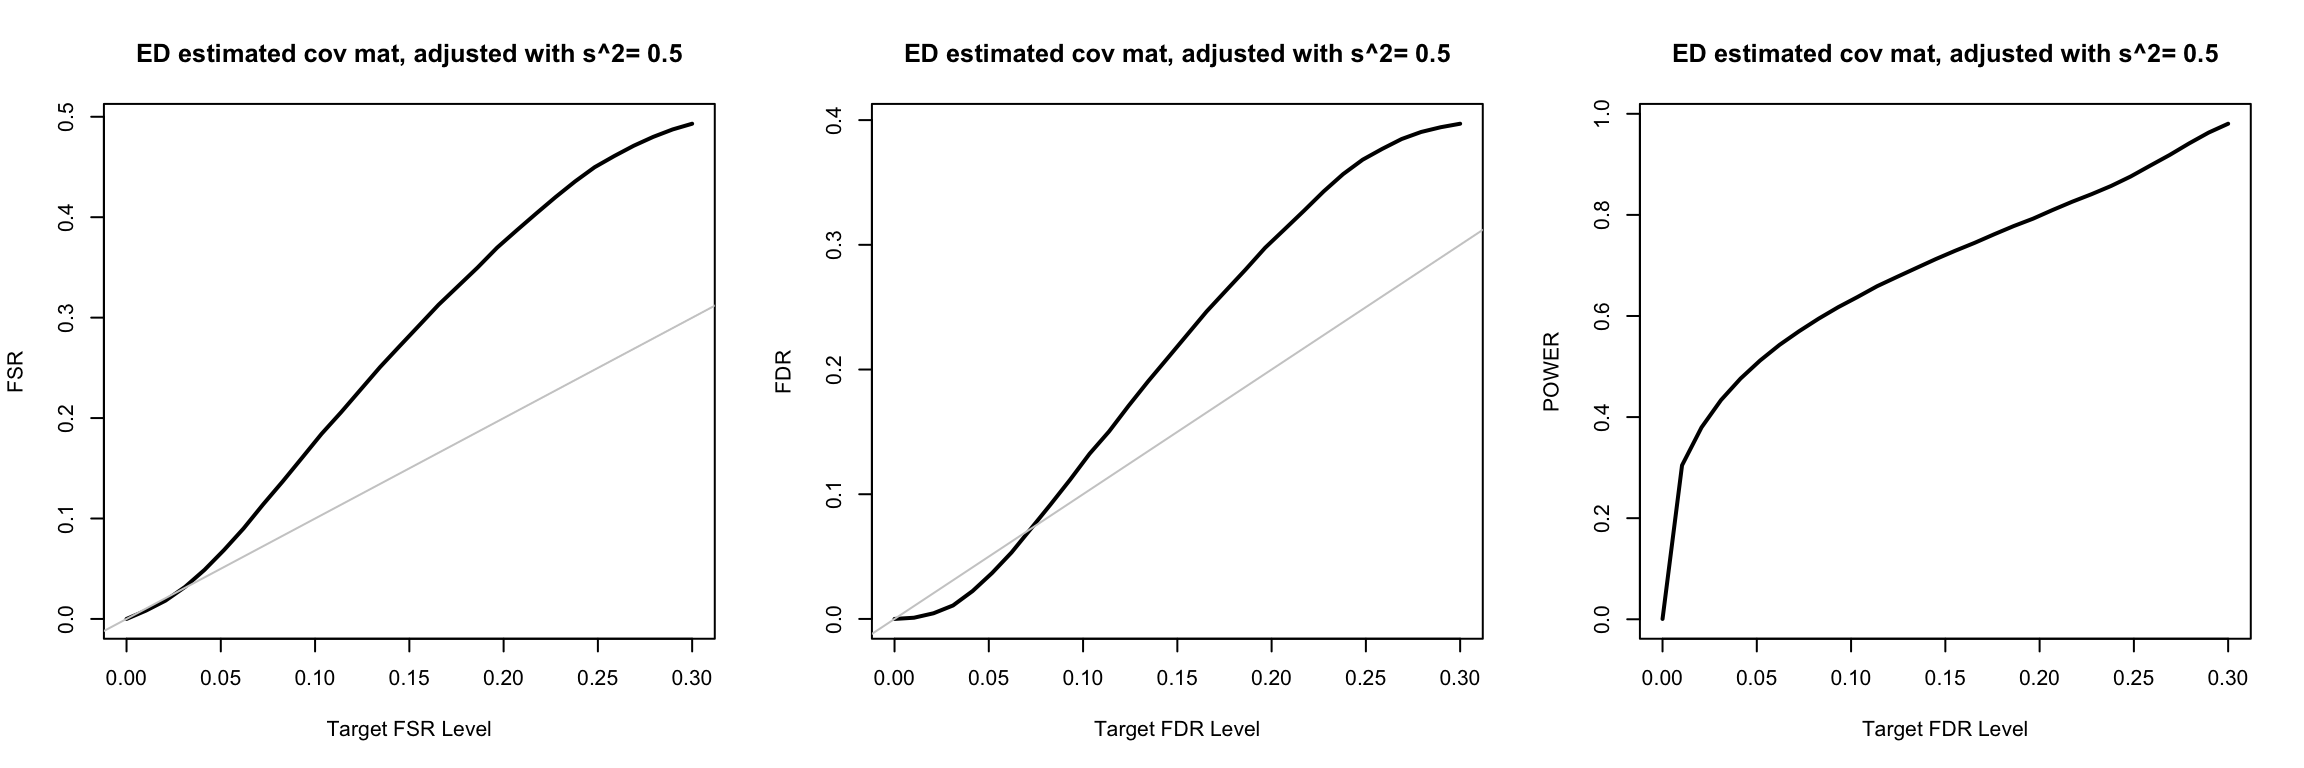 ED estimated cov mat, adjusted with s^2= 0.5
FSR
0.5
0.4
0.3
0.2
0.1
0.0
0.00 0.05 0.10 0.15 0.20 0.25 0.30
Target FSR Level
ED estimated cov mat, adjusted with s^2= 0.5
FDR
0.4
0.3
0.2
0.1
0.0
0.00 0.05 0.10 0.15 0.20 0.25 0.30
Target FDR Level
ED estimated cov mat, adjusted with s^2= 0.5
POWER
1.0
0.8
0.6
0.4
0.2
0.0
0.00 0.05 0.10 0.15 0.20 0.25 0.30
Target FDR Level